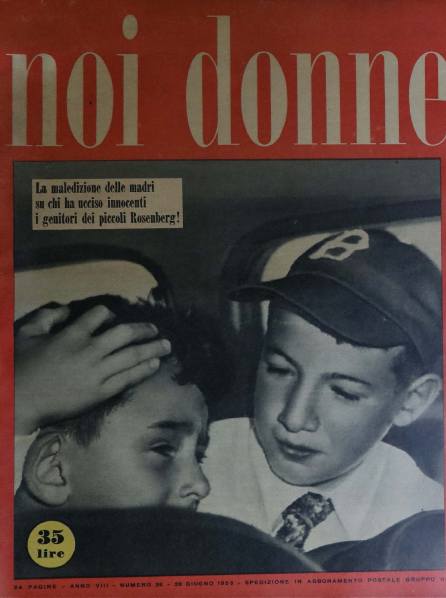 noi donne
La maledizione delle madri
su chi ha ucciso innocenti
i genitori dei piccoli Rosenberg!
B
35
lire
24 PAGINE - ANNO VIII - NUMERO 26 - 28 GIUGNO 1953 - SPEDIZIONE IN ABBONAMENTO POSTALE GRUPPO II